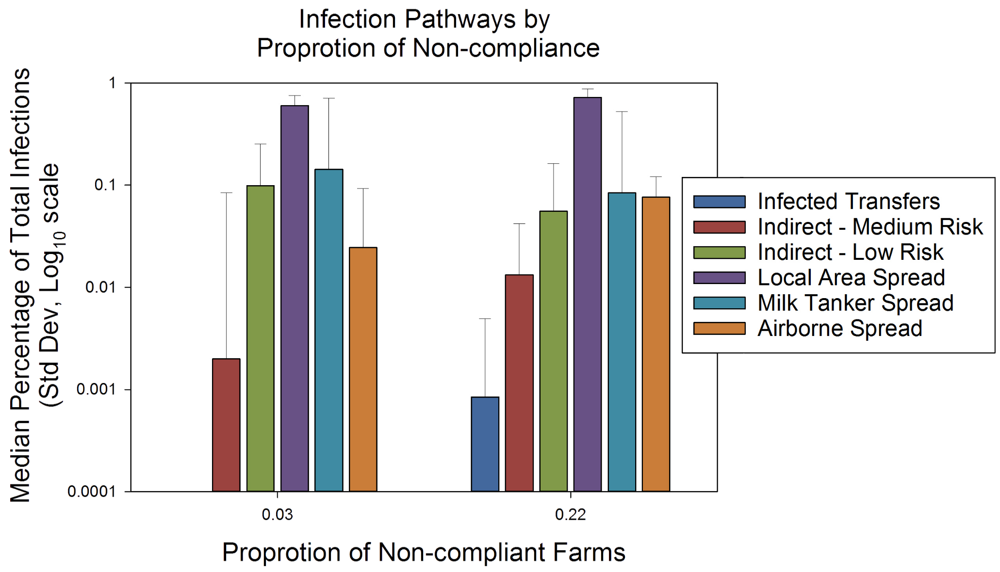 Infection Pathways by
Proprotion of Non-compliance
Median Percentage of Total Infections
(Std Dev, Log10 scale
1
0.1
0.01
0.001
0.0001
0.03
0.22
Proprotion of Non-compliant Farms
Infected Transfers
Indirect - Medium Risk
Indirect - Low Risk
Local Area Spread
Milk Tanker Spread
Airborne Spread